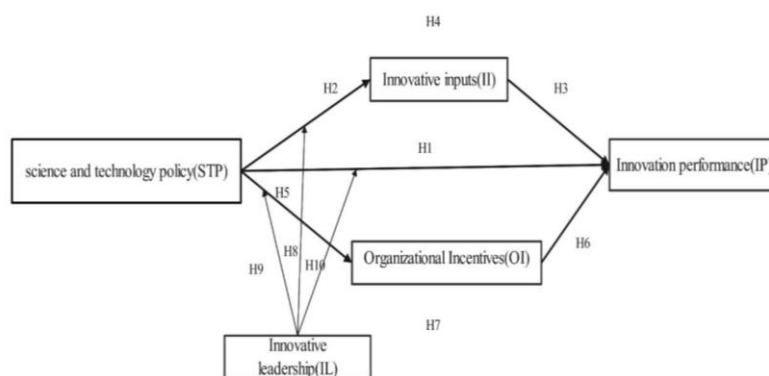 H4
Innovative inputs(II)
H2
H3
H1
science and technology policy(STP)
Innovation performance(IP)
H5
H6
H8
Organizational Incentives(OI)
H9
H10
H7
Innovative
leadership(IL)